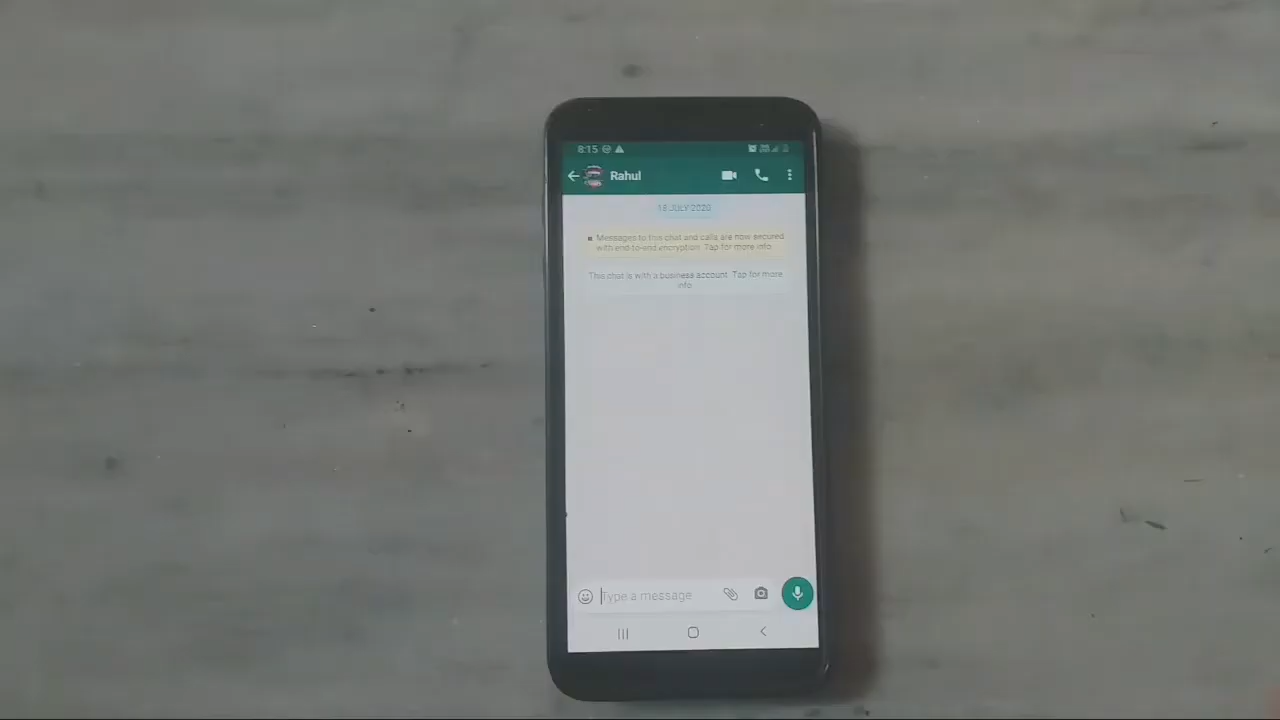 8:15
Rahul
18 JULY 2020
Messages to this chat and calls are now secured
with end-to-end encryption. Tap for more info.
This chat is with a business account. Tap for more
info.
Type a message